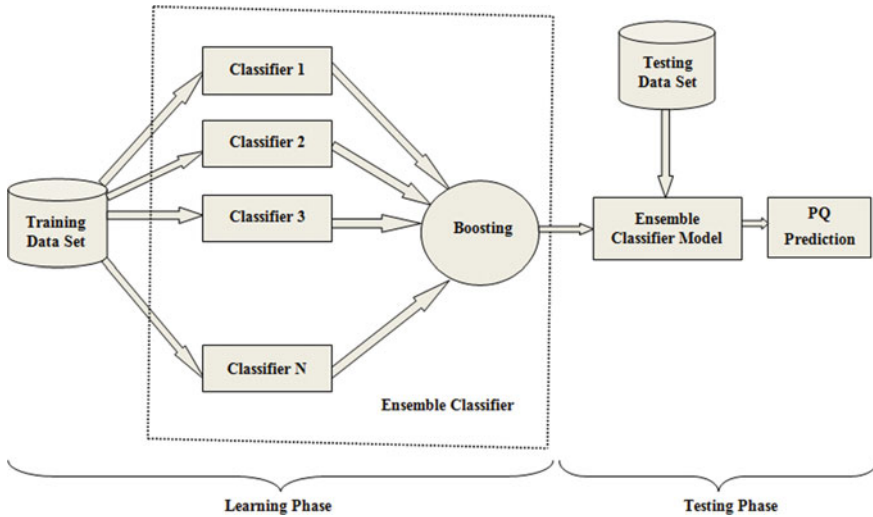 Training
Data Set
Classifier 1
Classifier 2
Classifier 3
Classifier N
Boosting
Ensemble Classifier
Testing
Data Set
Ensemble
Classifier Model
PQ
Prediction
Learning Phase
Testing Phase